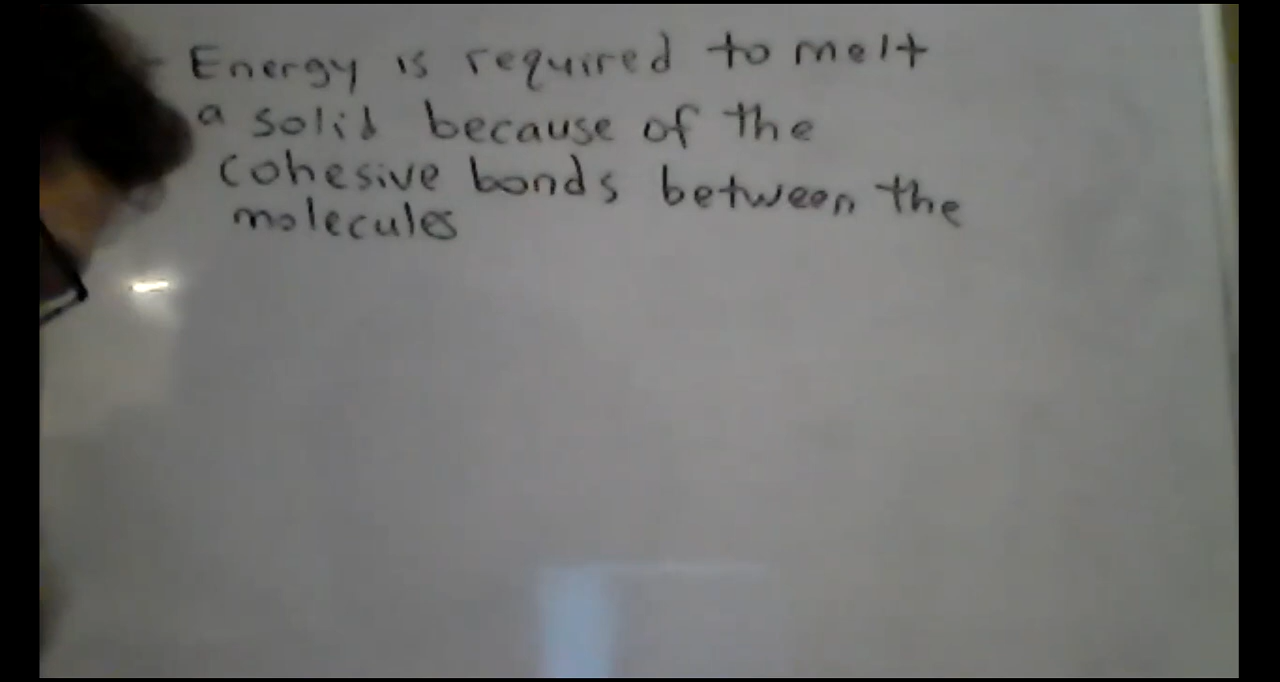 - Energy is required to melt
a solid because of the
cohesive bonds between the
molecules